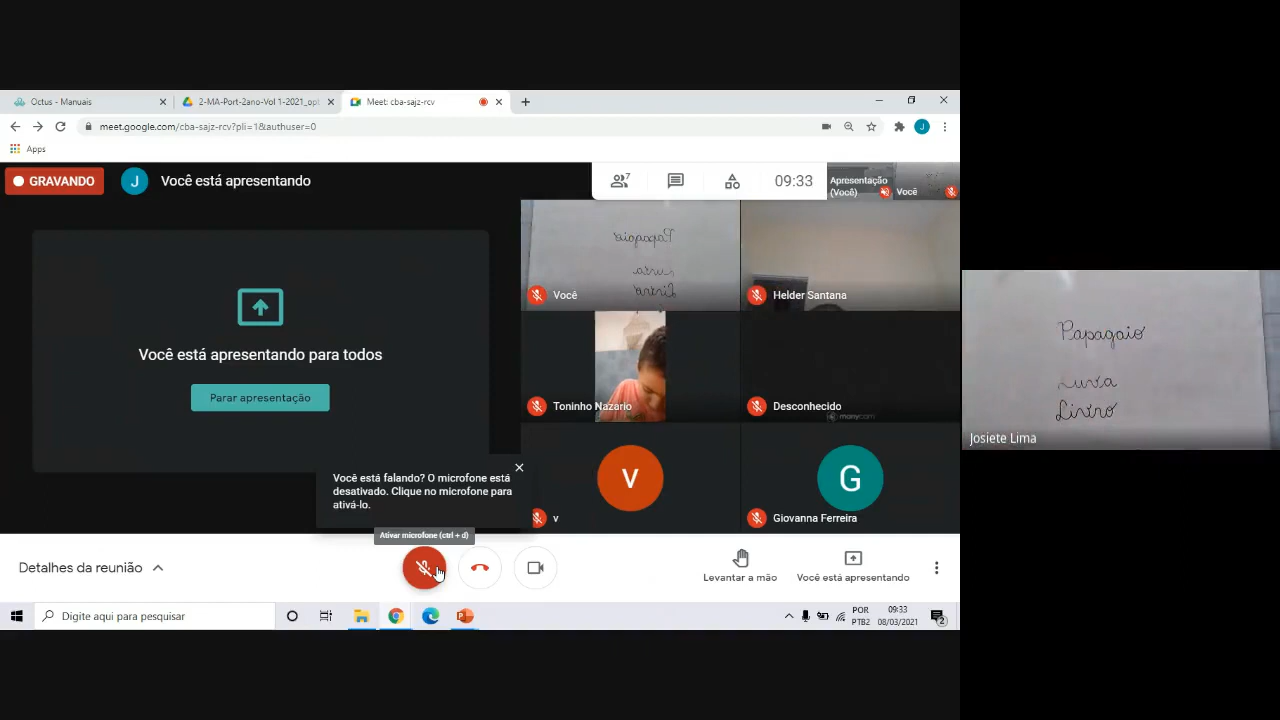 Octus - Manuais
2-MA-Port-2ano-Vol 1-2021_opt
Meet: cba-sajz-rcv
meet.google.com/cba-sajz-rcv?pli=1&authuser=0
J
Apps
GRAVANDO
J
Você está apresentando
7
09:33
Apresentação
(Você)
Você
Você está apresentando para todos
Parar apresentação
Papagaio
Livro
Você
Helder Santana
Toninho Nazario
Desconhecido
manycam
V
v
G
Giovanna Ferreira
Você está falando? O microfone está
desativado. Clique no microfone para
ativá-lo.
Ativar microfone (ctrl + d)
Detalhes da reunião
Levantar a mão
Você está apresentando
Digite aqui para pesquisar
POR
PTB2
09:33
08/03/2021
2
Papagaio
Livro
Josiete Lima